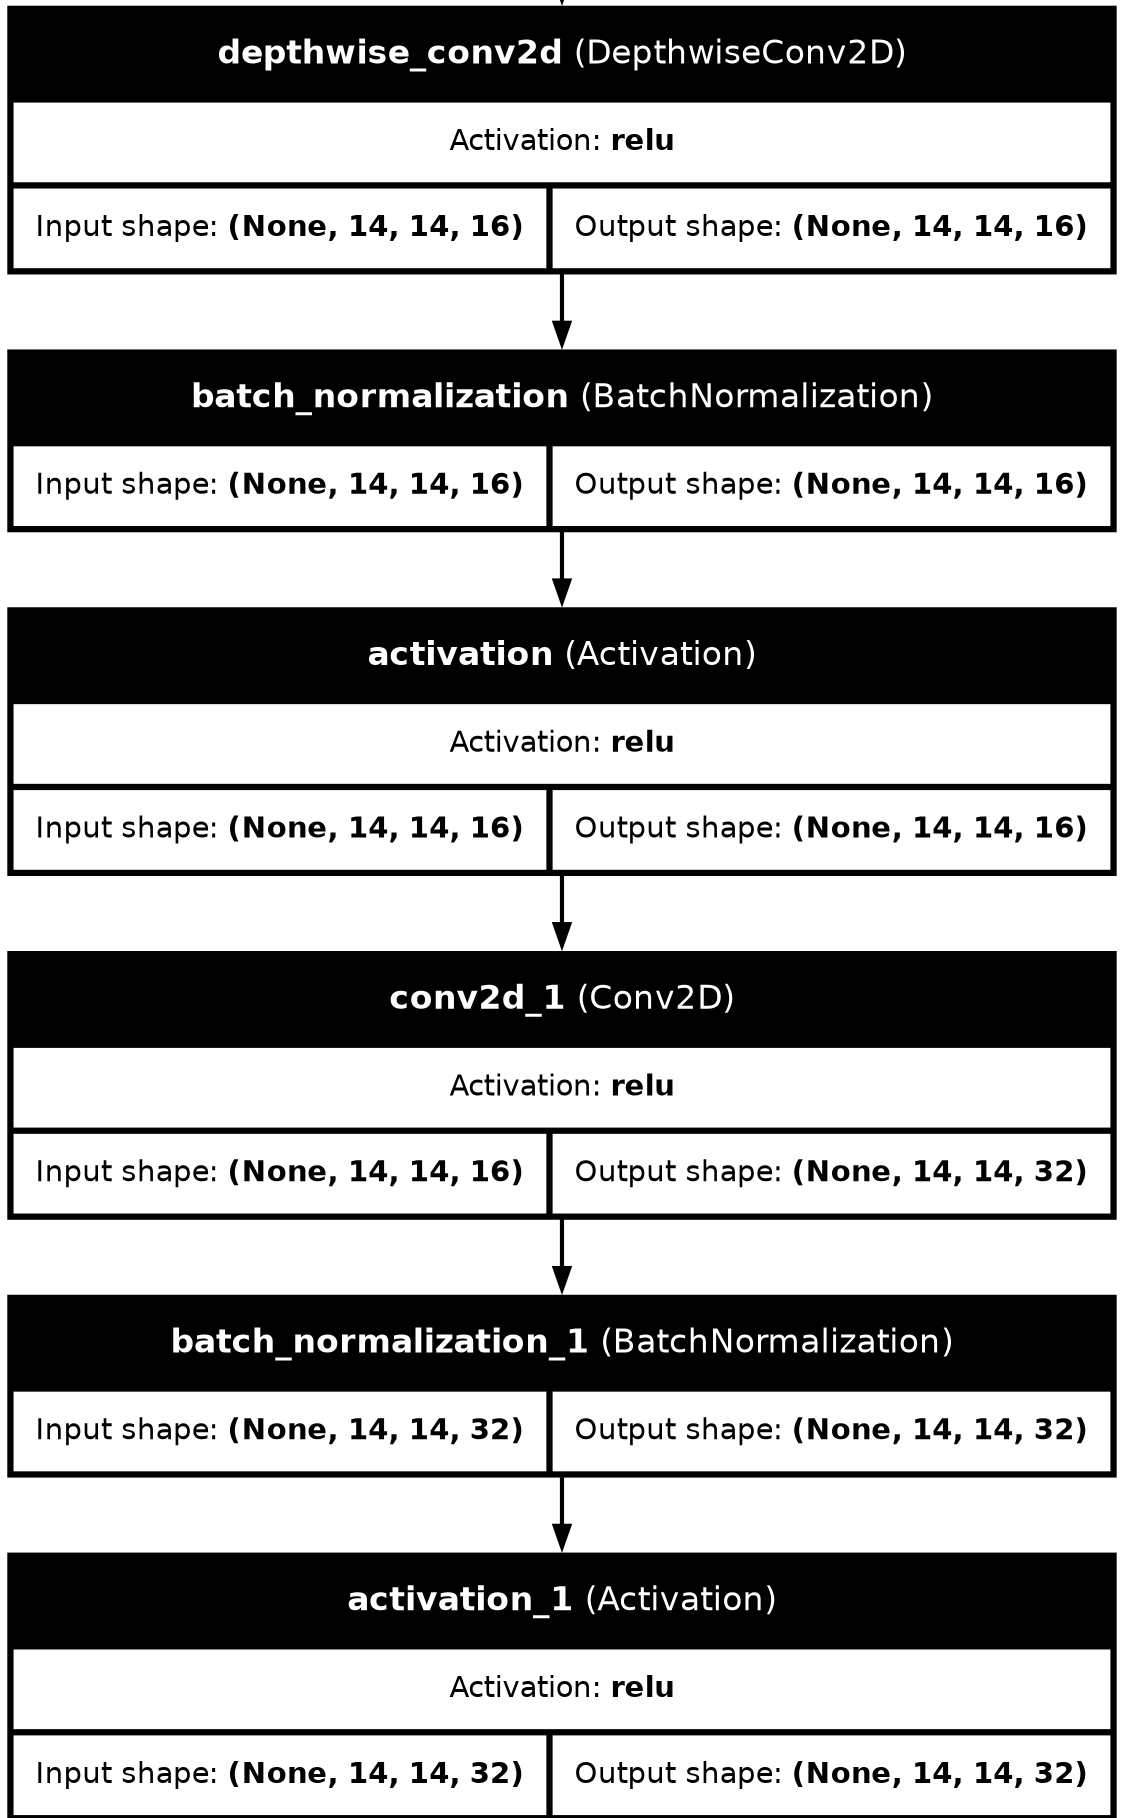 depthwise_conv2d (DepthwiseConv2D)
Activation: relu
Input shape: (None, 14, 14, 16) Output shape: (None, 14, 14, 16)
batch_normalization (BatchNormalization)
Input shape: (None, 14, 14, 16) Output shape: (None, 14, 14, 16)
activation (Activation)
Activation: relu
Input shape: (None, 14, 14, 16) Output shape: (None, 14, 14, 16)
conv2d_1 (Conv2D)
Activation: relu
Input shape: (None, 14, 14, 16) Output shape: (None, 14, 14, 32)
batch_normalization_1 (BatchNormalization)
Input shape: (None, 14, 14, 32) Output shape: (None, 14, 14, 32)
activation_1 (Activation)
Activation: relu
Input shape: (None, 14, 14, 32) Output shape: (None, 14, 14, 32)